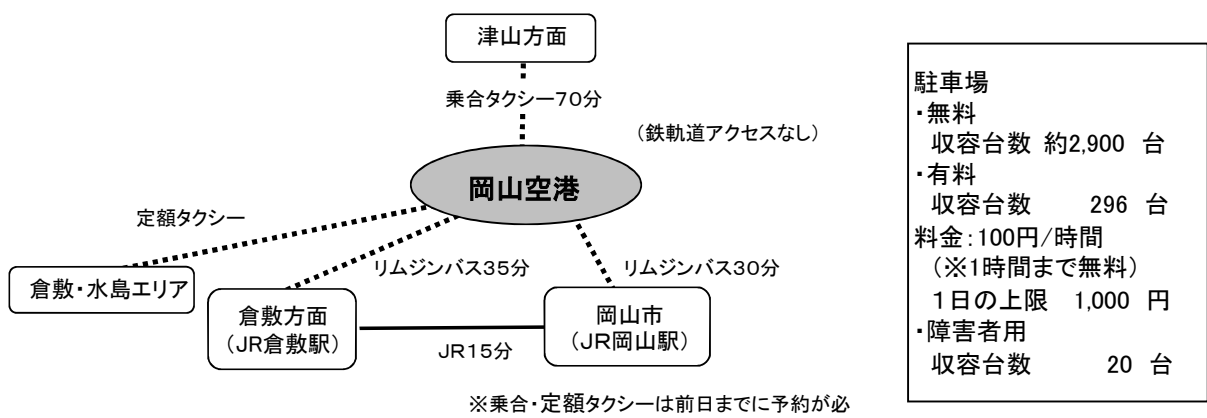 津山方面
乗合タクシー70分
（鉄軌道アクセスなし）
岡山空港
定額タクシー
リムジンバス35分
リムジンバス30分
倉敷・水島エリア
倉敷方面
（JR倉敷駅）
岡山市
（JR岡山駅）
JR15分
※乗合・定額タクシーは前日までに予約が必
駐車場
・無料
収容台数 約2,900 台
・有料
収容台数 296 台
料金：100円/時間
（※1時間まで無料）
１日の上限 1,000 円
・障害者用
収容台数 20 台